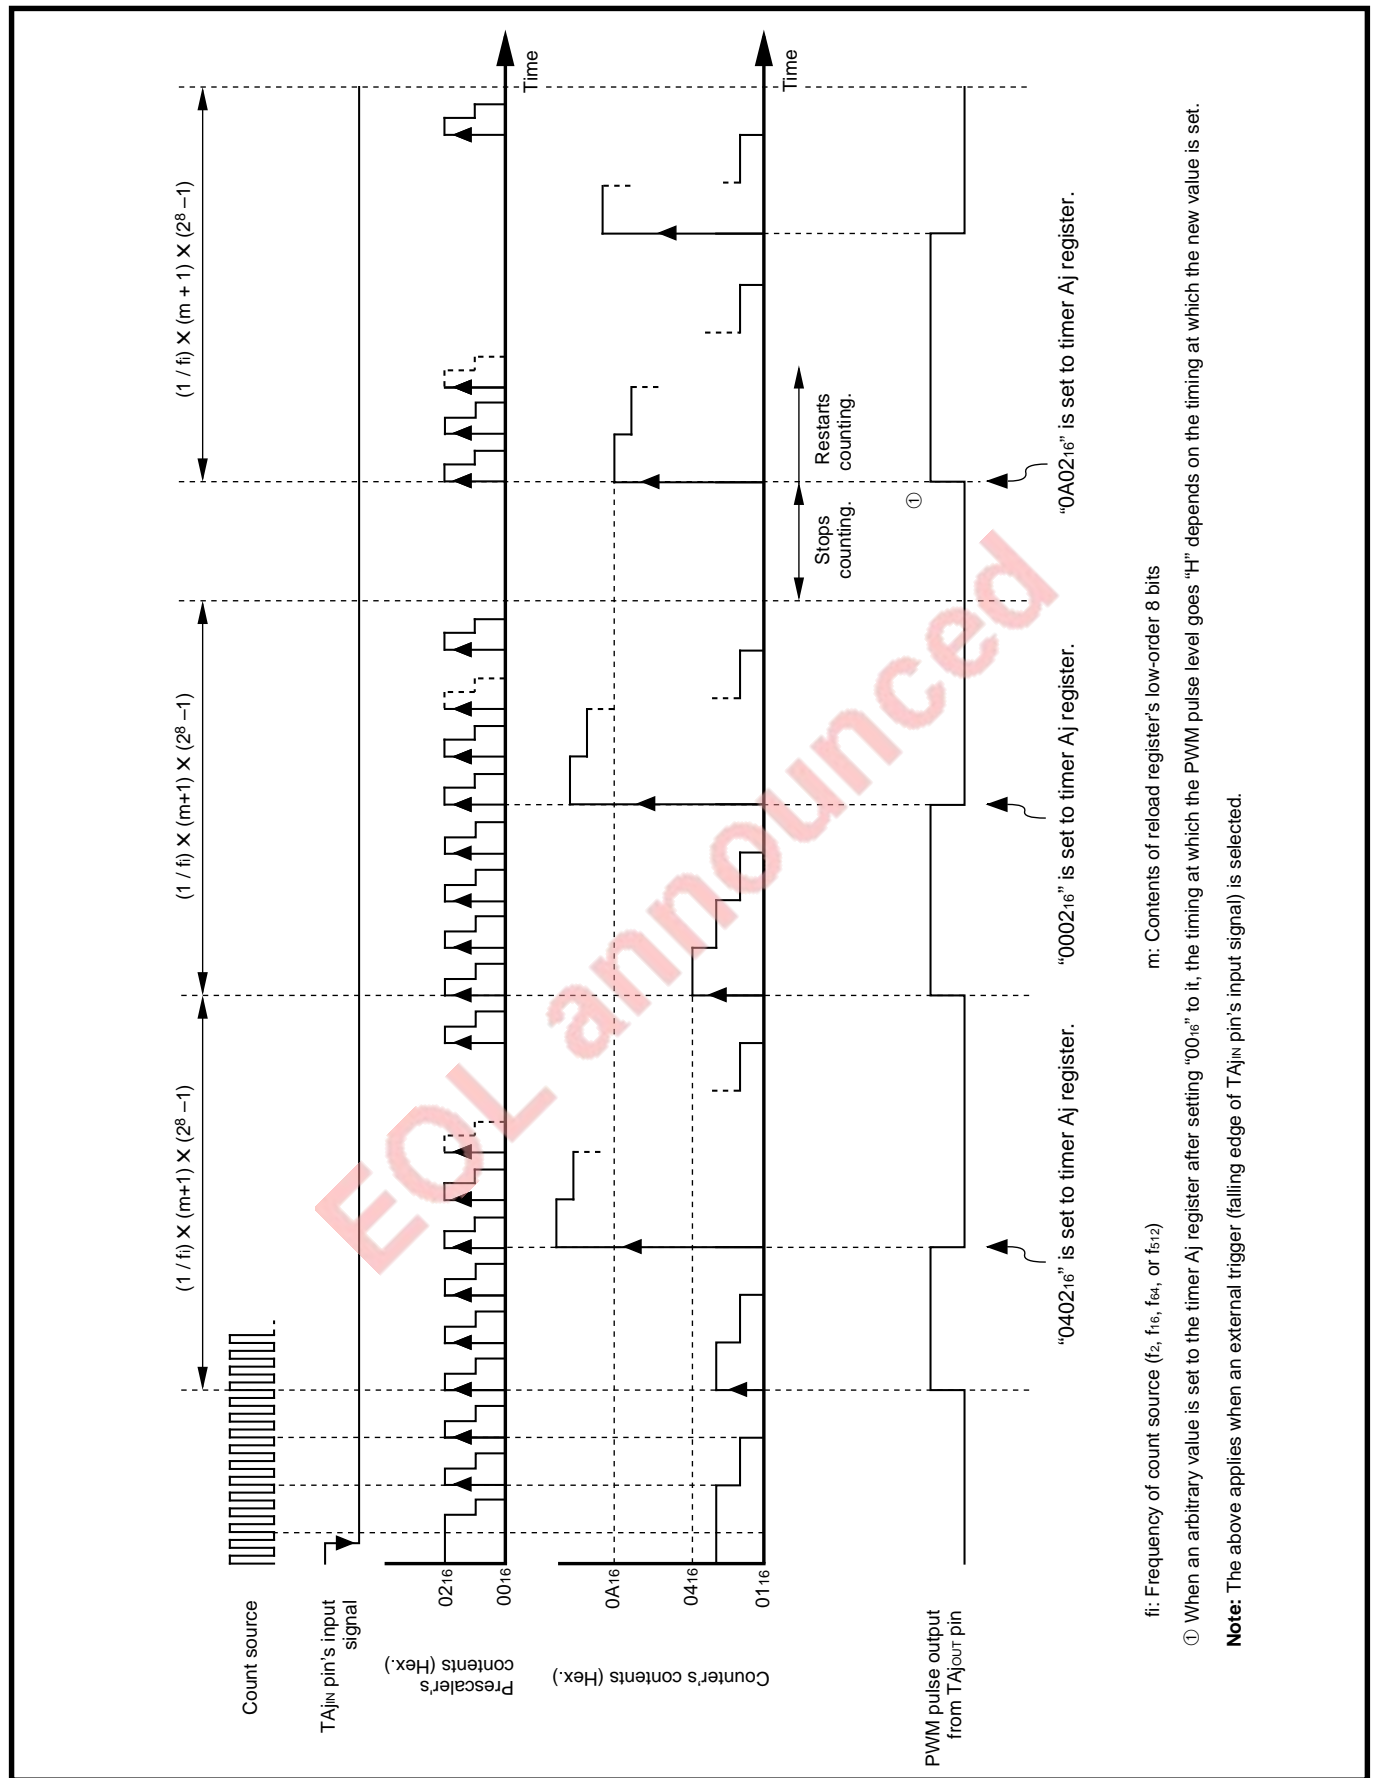 (1 / fi) × (m+1) × (2⁸ –1)
(1 / fi) × (m+1) × (2⁸ –1)
(1 / fi) × (m + 1) × (2⁸ –1)
Count source
TAjIN pin's input
signal
Prescaler's
contents (Hex.)
0216
0016
Time
Counter's contents (Hex.)
0A16
0416
0116
Time
Stops
counting.
Restarts
counting.
PWM pulse output
from TAjOUT pin
①
“040216” is set to timer Aj register.
“000216” is set to timer Aj register.
“0A0216” is set to timer Aj register.
fi: Frequency of count source (f2, f16, f64, or f512)
m: Contents of reload register's low-order 8 bits
① When an arbitrary value is set to the timer Aj register after setting “0016” to it, the timing at which the PWM pulse level goes “H” depends on the timing at which the new value is set.
Note: The above applies when an external trigger (falling edge of TAjIN pin's input signal) is selected.
EOL announced